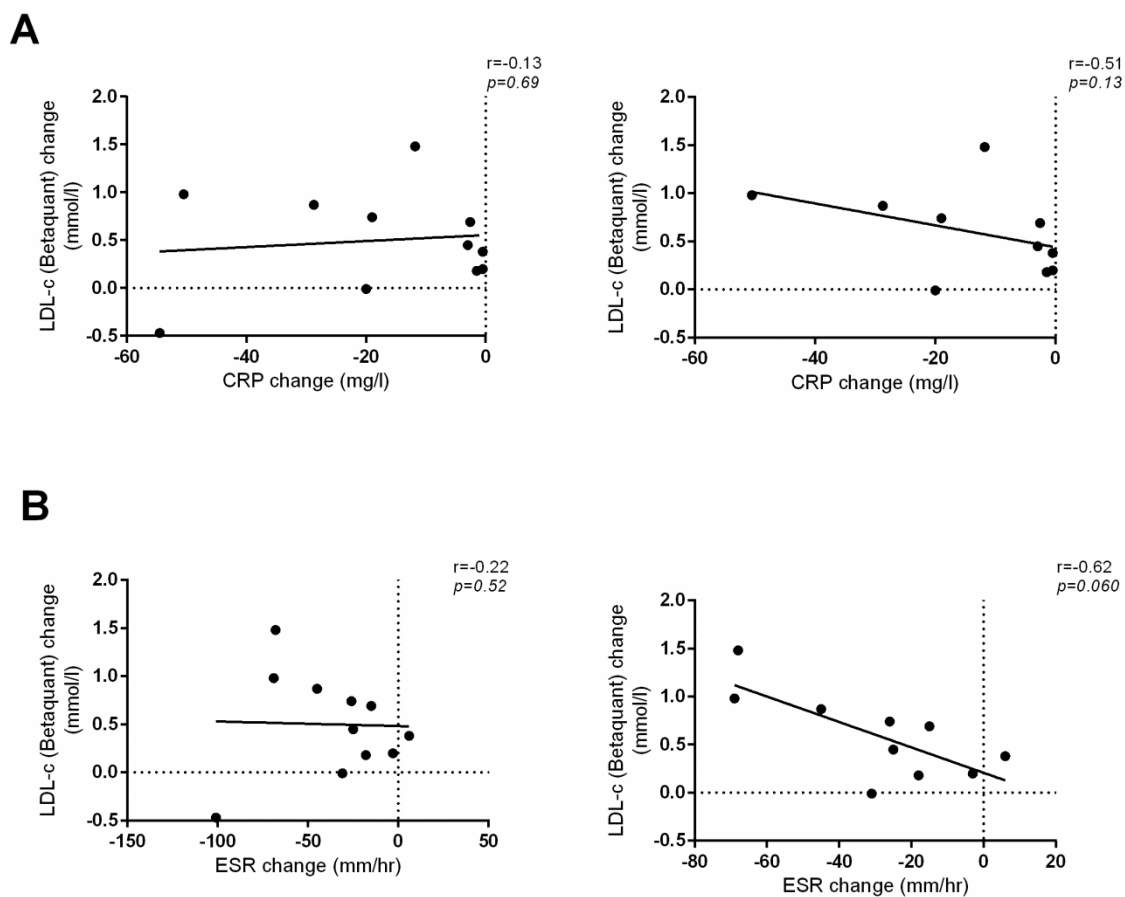 A
r=-0.13
p=0.69
2.0
1.5
1.0
0.5
0.0
-0.5
LDL-c (Betaquant) change
(mmol/l)
-60
-40
-20
0
CRP change (mg/l)
r=-0.51
p=0.13
2.0
1.5
1.0
0.5
0.0
-0.5
LDL-c (Betaquant) change
(mmol/l)
-60
-40
-20
0
CRP change (mg/l)
B
r=-0.22
p=0.52
2.0
1.5
1.0
0.5
0.0
-0.5
LDL-c (Betaquant) change
(mmol/l)
-150
-100
-50
0
50
ESR change (mm/hr)
r=-0.62
p=0.060
2.0
1.5
1.0
0.5
0.0
-0.5
LDL-c (Betaquant) change
(mmol/l)
-80
-60
-40
-20
0
20
ESR change (mm/hr)